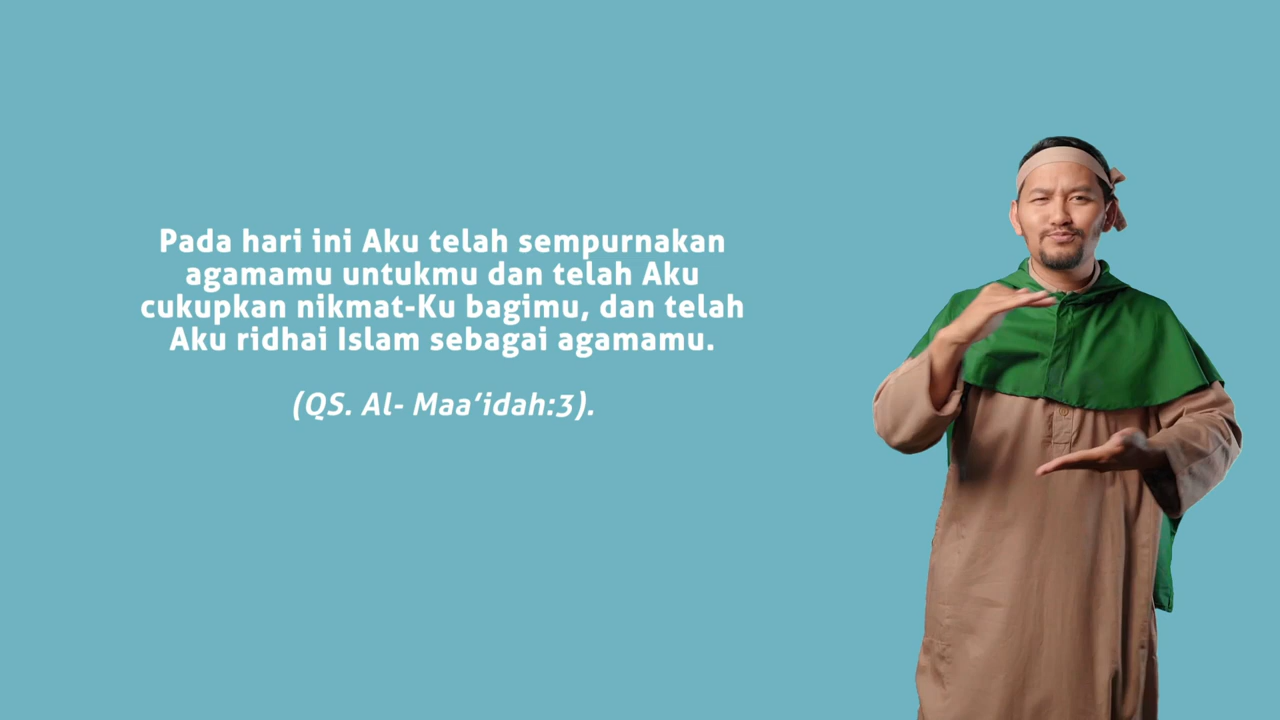 Pada hari ini Aku telah sempurnakan
agamamu untukmu dan telah Aku
cukupkan nikmat-Ku bagimu, dan telah
Aku ridhai Islam sebagai agamamu.
(QS. Al- Maa’idah:3).